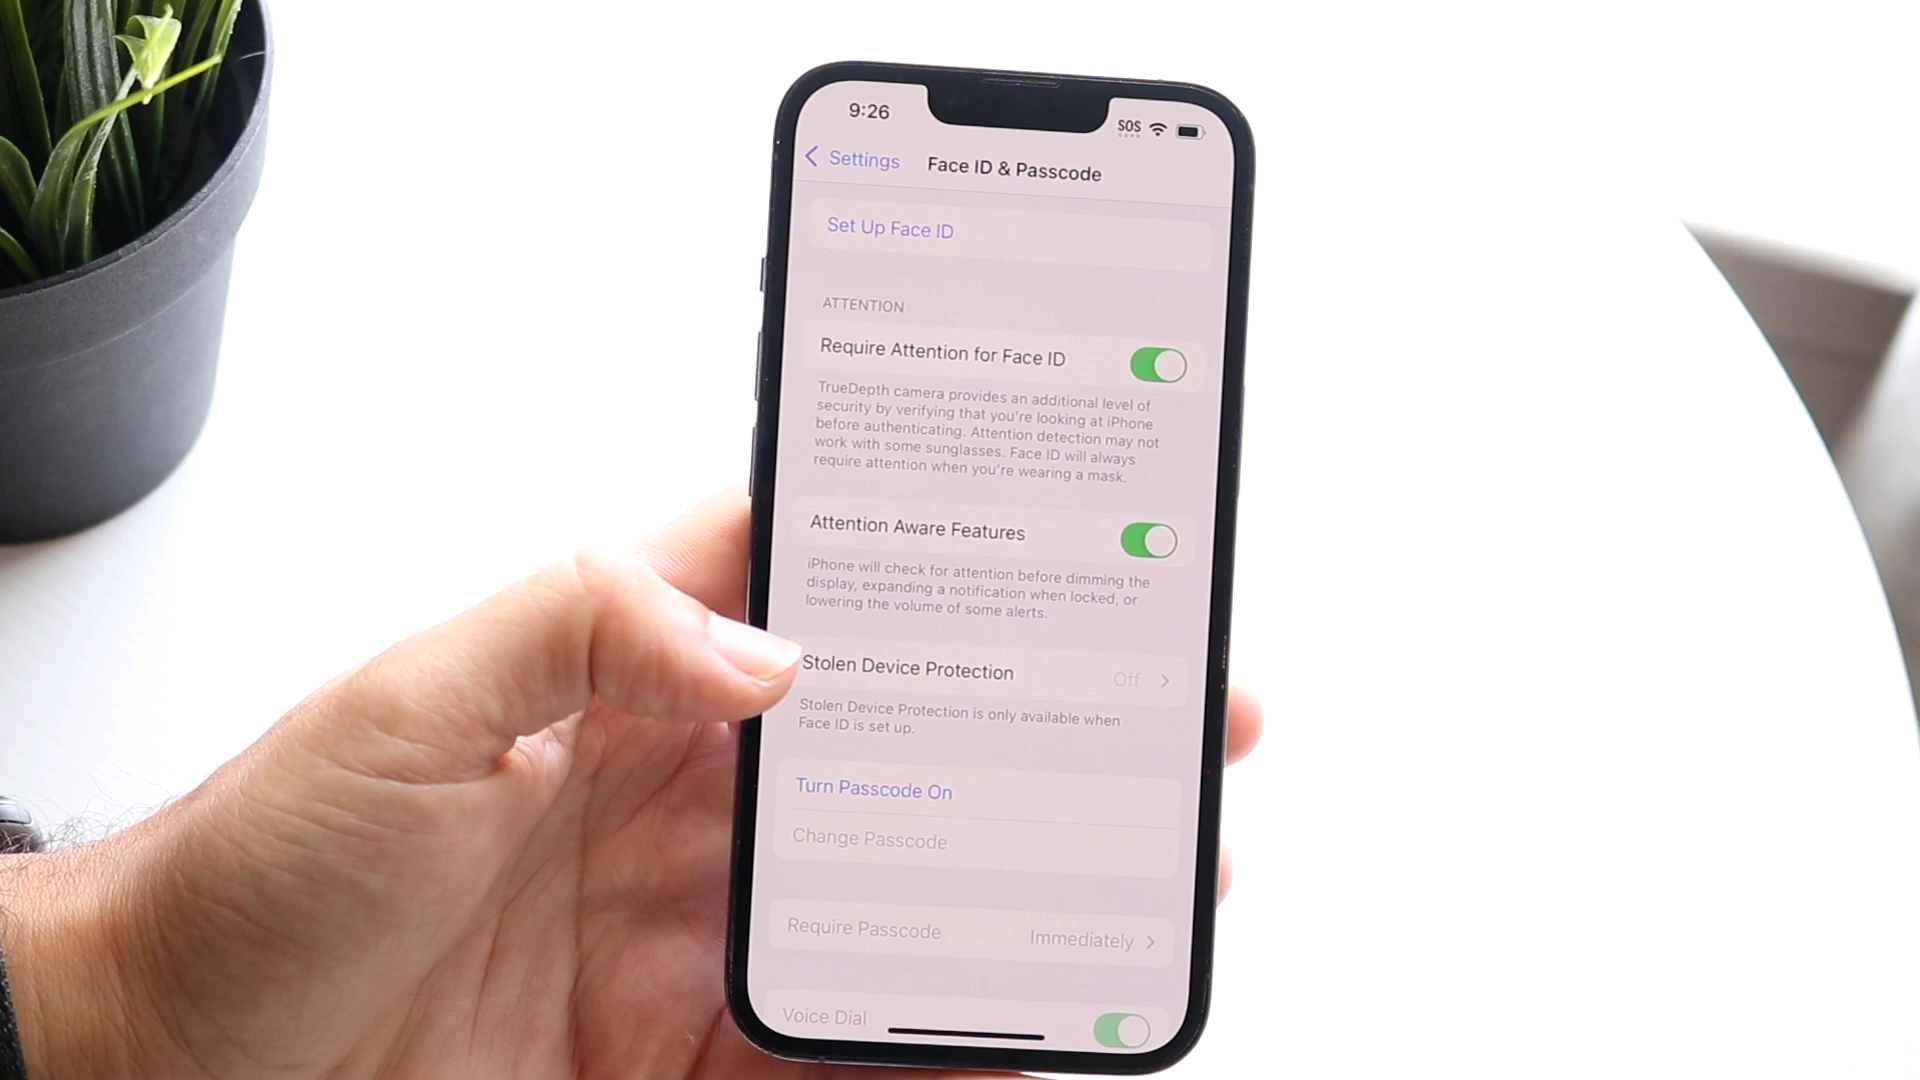 9:26
SOS
Settings
Face ID & Passcode
Set Up Face ID
ATTENTION
Require Attention for Face ID
TrueDepth camera provides an additional level of
security by verifying that you're looking at iPhone
before authenticating. Attention detection may not
work with some sunglasses. Face ID will always
require attention when you're wearing a mask.
Attention Aware Features
iPhone will check for attention before dimming the
display, expanding a notification when locked, or
lowering the volume of some alerts.
Stolen Device Protection Off
Stolen Device Protection is only available when
Face ID is set up.
Turn Passcode On
Change Passcode
Require Passcode Immediately
Voice Dial